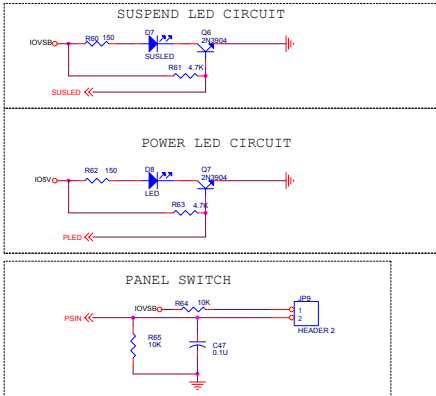 SUSPEND LED CIRCUIT
IOVSB
R60 150
D7
SUSLED
Q6
2N3904
R61 4.7K
SUSLED
POWER LED CIRCUIT
IO5V
R62 150
D8
LED
Q7
2N3904
R63 4.7K
PLED
PANEL SWITCH
IOVSB
R64 10K
JP9
1
2
HEADER 2
PSIN
R65
10K
C47
0.1U